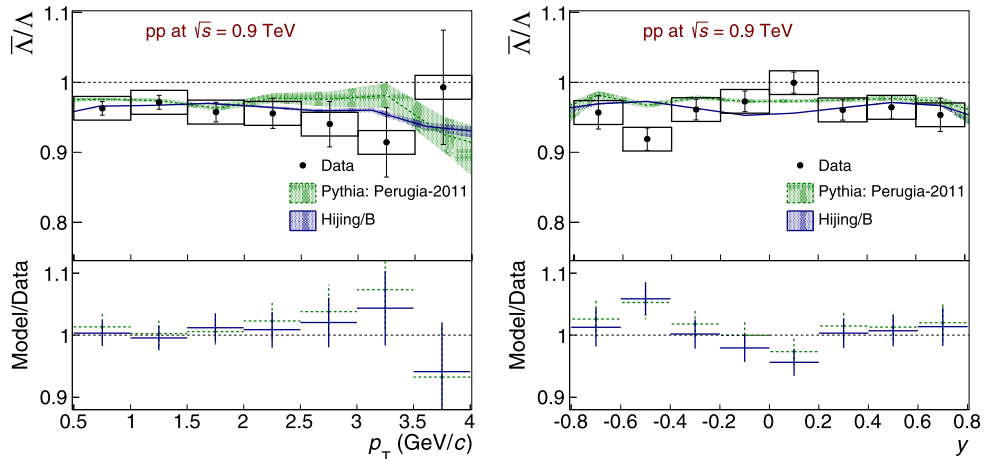 Λ̅/Λ
1.1
1
0.9
0.8
pp at √s = 0.9 TeV
Data
Pythia: Perugia-2011
Hijing/B
Model/Data
1.1
1
0.9
0.5 1 1.5 2 2.5 3 3.5 4
p_T (GeV/c)
Λ̅/Λ
1.1
1
0.9
0.8
pp at √s = 0.9 TeV
Data
Pythia: Perugia-2011
Hijing/B
Model/Data
1.1
1
0.9
-0.8 -0.6 -0.4 -0.2 0 0.2 0.4 0.6 0.8
y